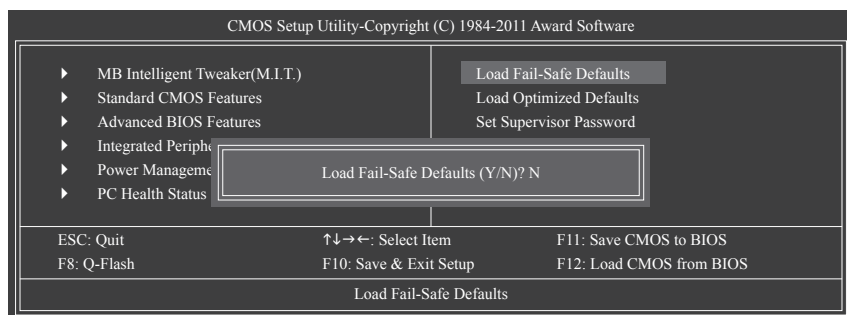 CMOS Setup Utility-Copyright (C) 1984-2011 Award Software
MB Intelligent Tweaker(M.I.T.)
Standard CMOS Features
Advanced BIOS Features
Integrated Periphe
Power Manageme
PC Health Status
Load Fail-Safe Defaults
Load Optimized Defaults
Set Supervisor Password
Load Fail-Safe Defaults (Y/N)? N
ESC: Quit ↑↓→←: Select Item F11: Save CMOS to BIOS
F8: Q-Flash F10: Save & Exit Setup F12: Load CMOS from BIOS
Load Fail-Safe Defaults